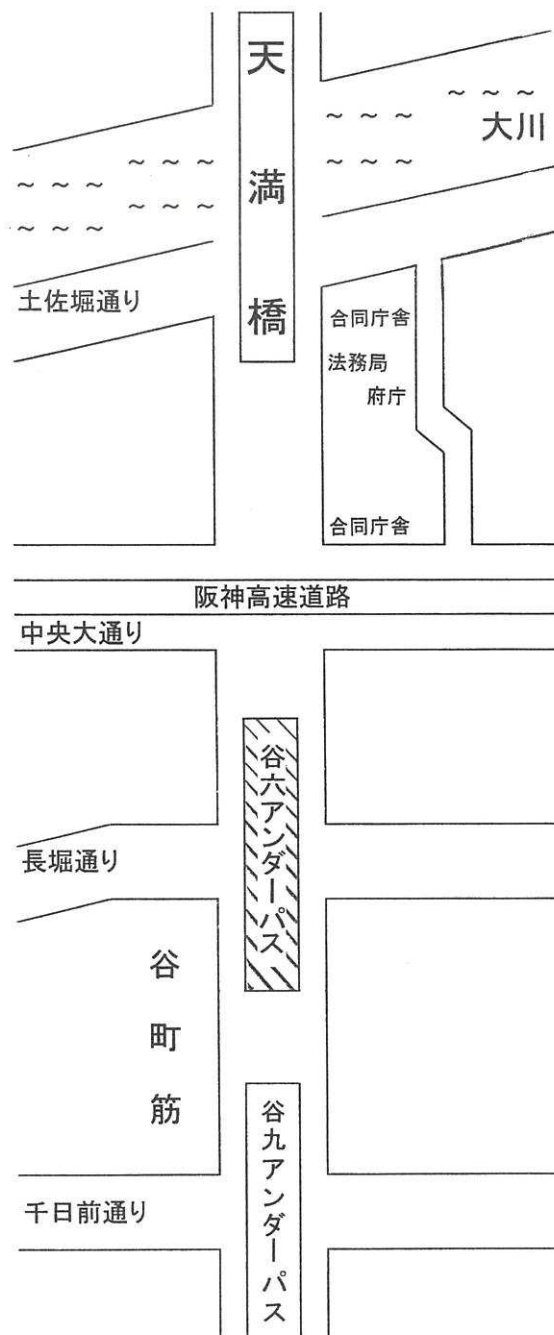 天満橋
大川
土佐堀通り
合同庁舎
法務局
府庁
合同庁舎
阪神高速道路
中央大通り
谷六アンダーパス
長堀通り
谷町筋
谷九アンダーパス
千日前通り